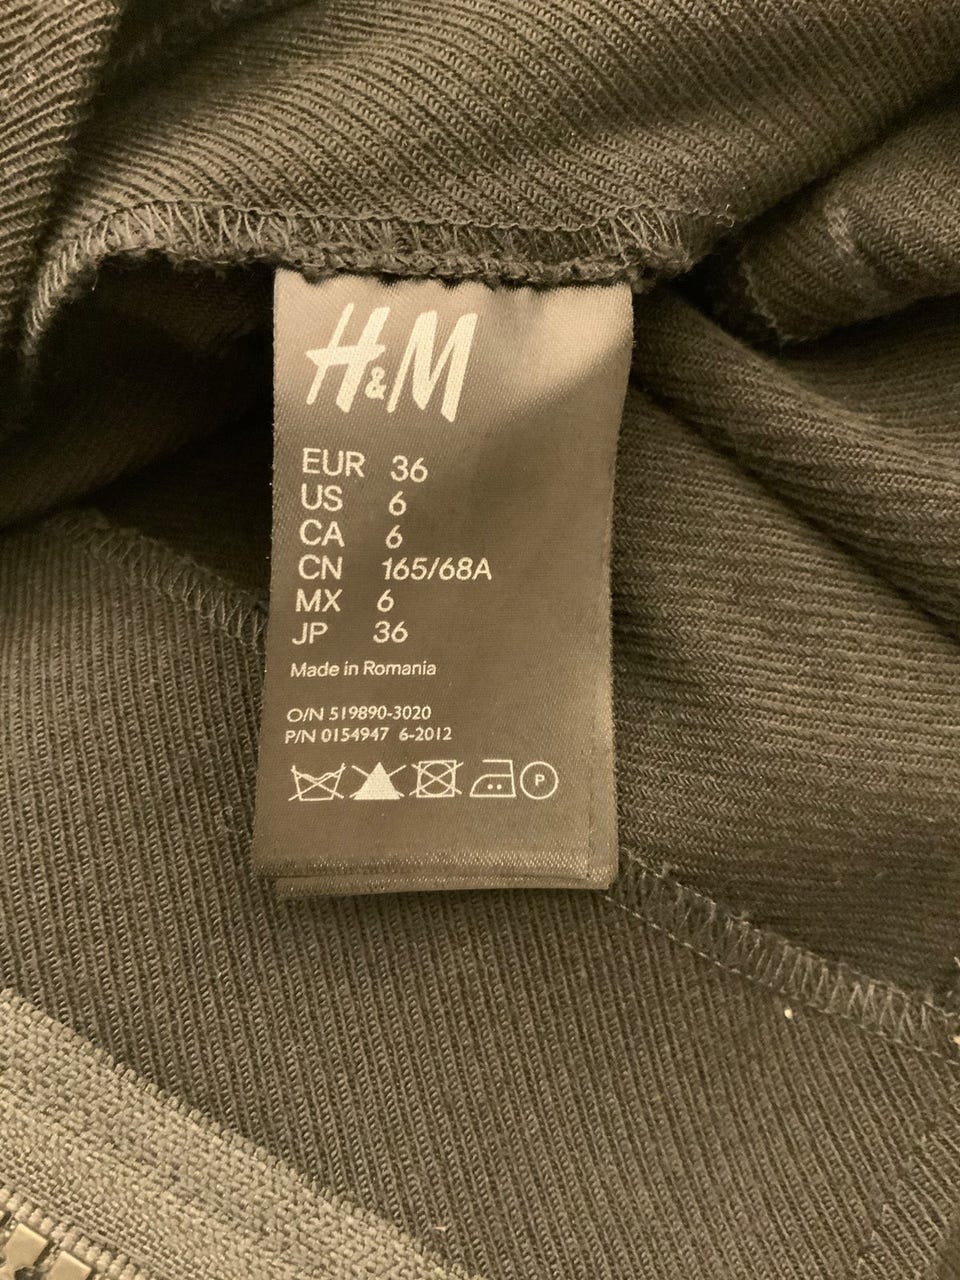 H&M
EUR 36
US 6
CA 6
CN 165/68A
MX 6
JP 36
Made in Romania
O/N 519890-3020
P/N 0154947 6-2012
P